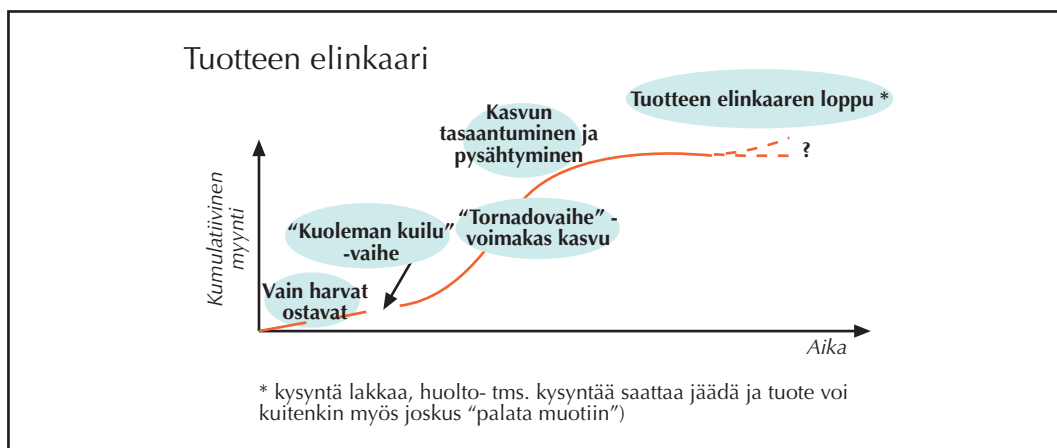 Tuotteen elinkaari
Tuotteen elinkaaren loppu *
Kasvun
tasaantuminen ja
pysähtyminen
?
“Kuoleman kuilu”
-vaihe
“Tornadovaihe” -
voimakas kasvu
Vain harvat
ostavat
Kumulatiivinen
myynti
Aika
* kysyntä lakkaa, huolto- tms. kysyntää saattaa jäädä ja tuote voi
kuitenkin myös joskus “palata muotiin”)